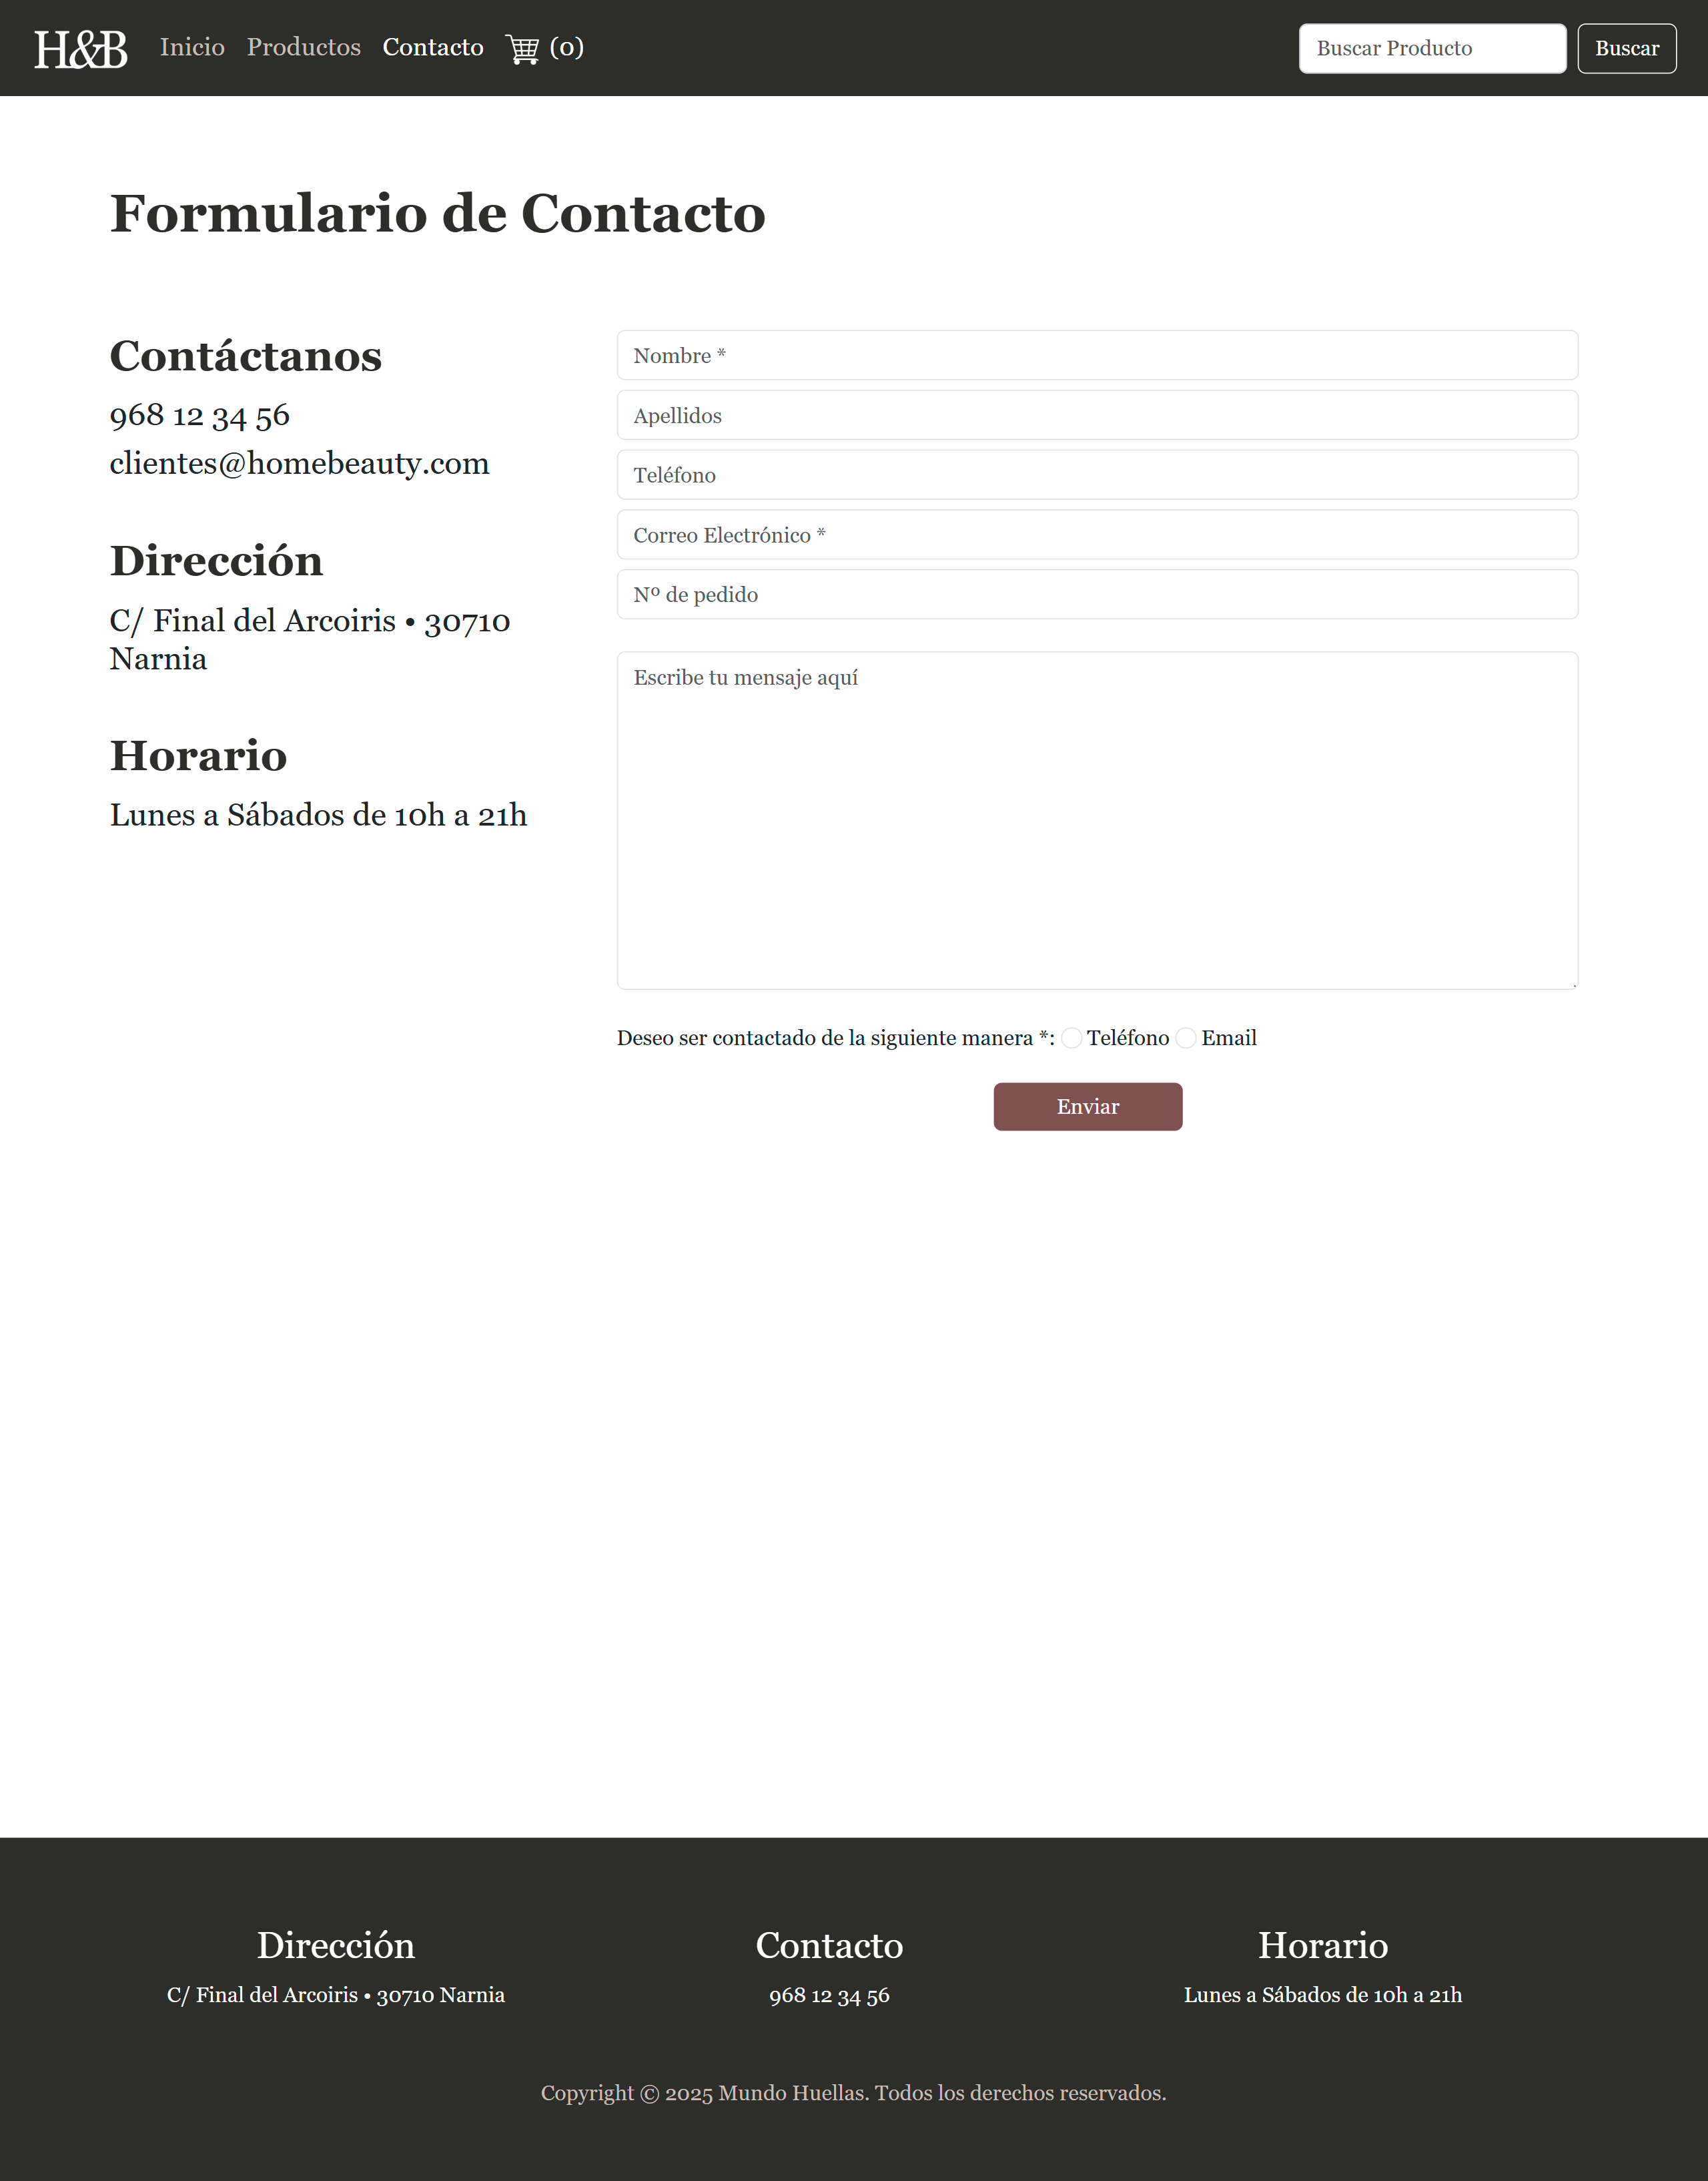 H&B Inicio Productos Contacto (0) Buscar Producto Buscar
Formulario de Contacto
Contáctanos
968 12 34 56
clientes@homebeauty.com
Dirección
C/ Final del Arcoiris • 30710
Narnia
Horario
Lunes a Sábados de 10h a 21h
Nombre *
Apellidos
Teléfono
Correo Electrónico *
Nº de pedido
Escribe tu mensaje aquí
Deseo ser contactado de la siguiente manera *: Teléfono Email
Enviar
Dirección
C/ Final del Arcoiris • 30710 Narnia
Contacto
968 12 34 56
Horario
Lunes a Sábados de 10h a 21h
Copyright © 2025 Mundo Huellas. Todos los derechos reservados.